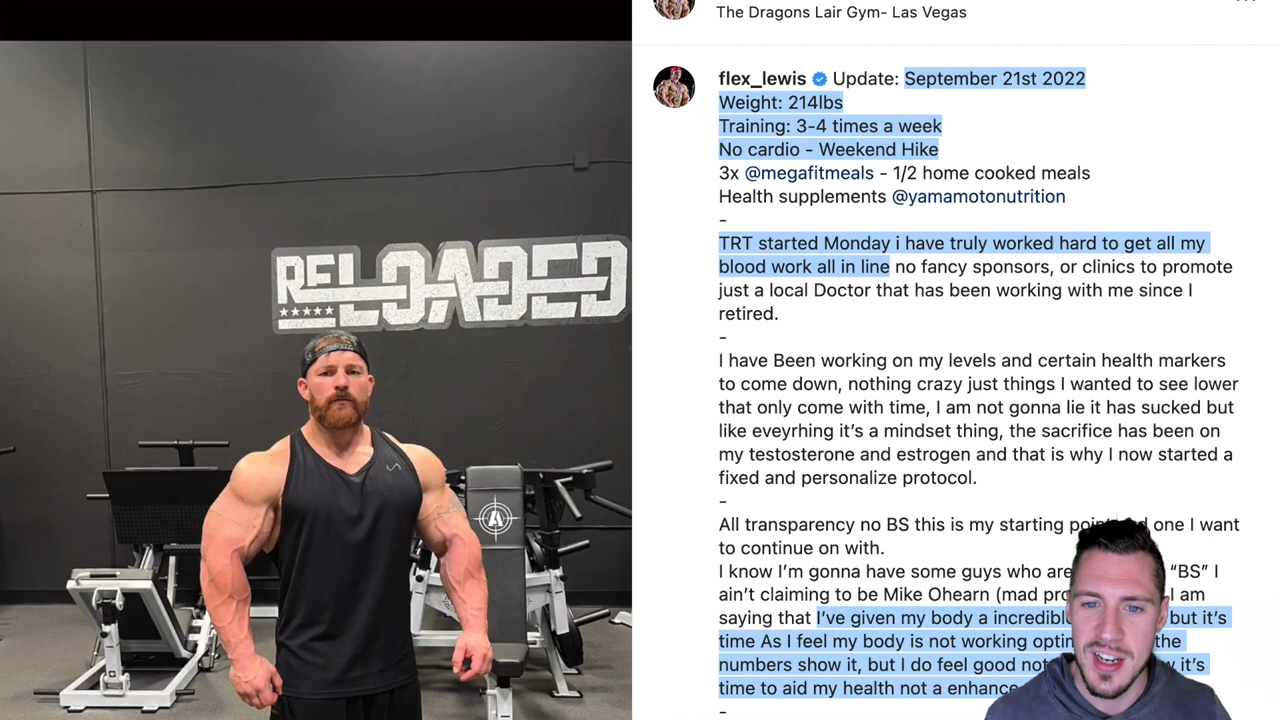 The Dragons Lair Gym- Las Vegas
flex_lewis Update: September 21st 2022
Weight: 214lbs
Training: 3-4 times a week
No cardio - Weekend Hike
3x @megafitmeals - 1/2 home cooked meals
Health supplements @yamamotonutrition
-
TRT started Monday i have truly worked hard to get all my
blood work all in line no fancy sponsors, or clinics to promote
just a local Doctor that has been working with me since I
retired.
-
I have Been working on my levels and certain health markers
to come down, nothing crazy just things I wanted to see lower
that only come with time, I am not gonna lie it has sucked but
like eveyrhing it’s a mindset thing, the sacrifice has been on
my testosterone and estrogen and that is why I now started a
fixed and personalize protocol.
-
All transparency no BS this is my starting one I want
to continue on with.
I know I’m gonna have some guys who are “BS” I
ain’t claiming to be Mike Ohearn (mad I am
saying that I’ve given my body a but it’s
time As I feel my body is not working the
numbers show it, but I do feel good it’s
time to aid my health not a
-
RELOADED
A